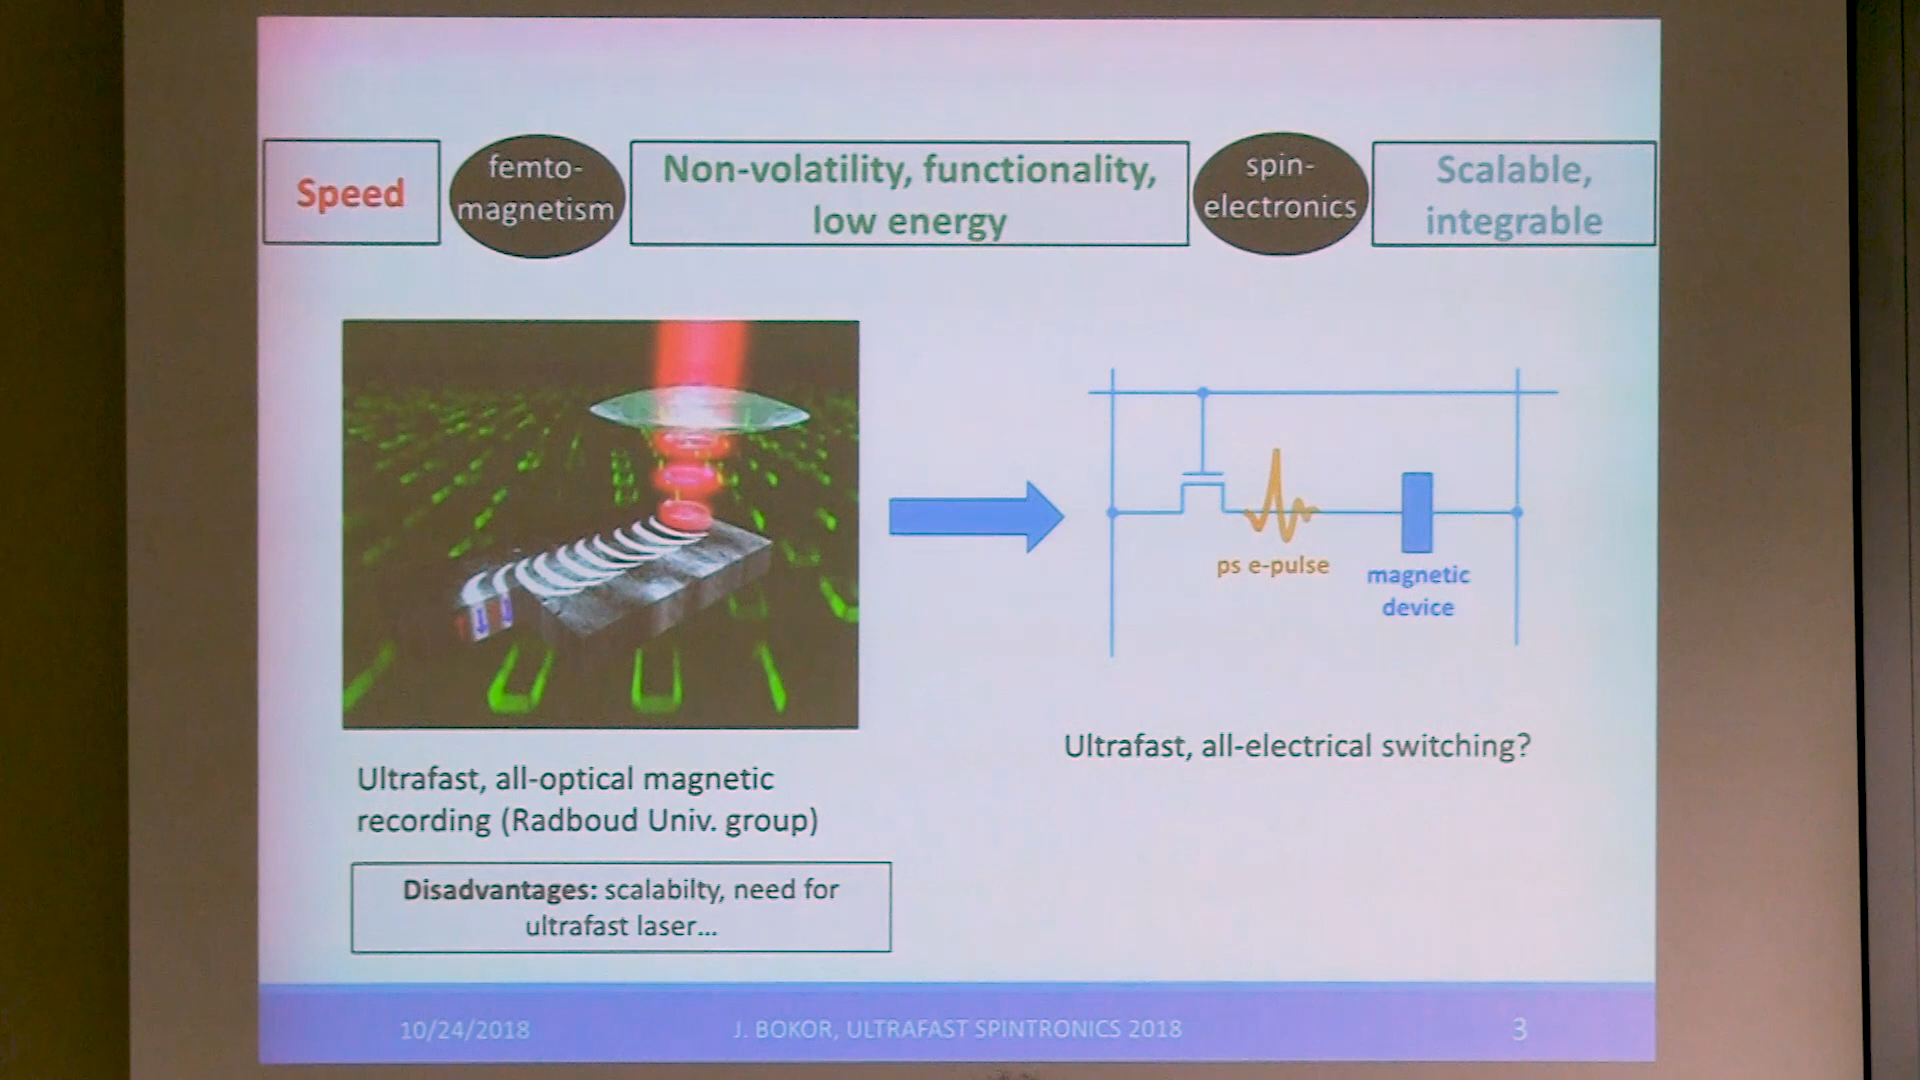 Speed
femto-
magnetism
Non-volatility, functionality,
low energy
spin-
electronics
Scalable,
integrable
ps e-pulse
magnetic
device
Ultrafast, all-optical magnetic
recording (Radboud Univ. group)
Ultrafast, all-electrical switching?
Disadvantages: scalabilty, need for
ultrafast laser...
10/24/2018
J. BOKOR, ULTRAFAST SPINTRONICS 2018
3